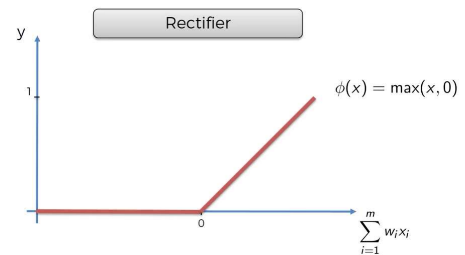 Rectifier
y
1
ϕ(x) = max(x, 0)
0
m
∑ wᵢxᵢ
i=1